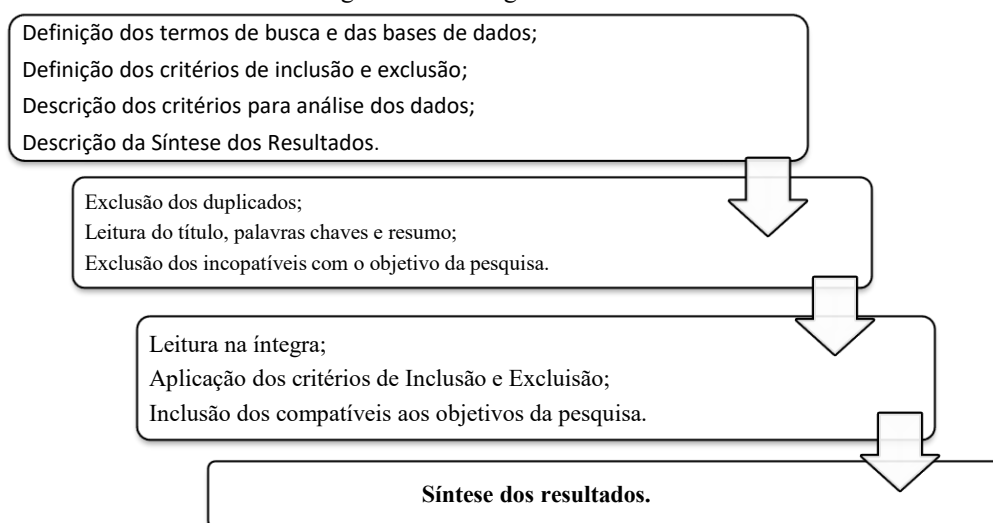 Definição dos termos de busca e das bases de dados;
Definição dos critérios de inclusão e exclusão;
Descrição dos critérios para análise dos dados;
Descrição da Síntese dos Resultados.
Exclusão dos duplicados;
Leitura do título, palavras chaves e resumo;
Exclusão dos incopatíveis com o objetivo da pesquisa.
Leitura na íntegra;
Aplicação dos critérios de Inclusão e Excluisão;
Inclusão dos compatíveis aos objetivos da pesquisa.
Síntese dos resultados.